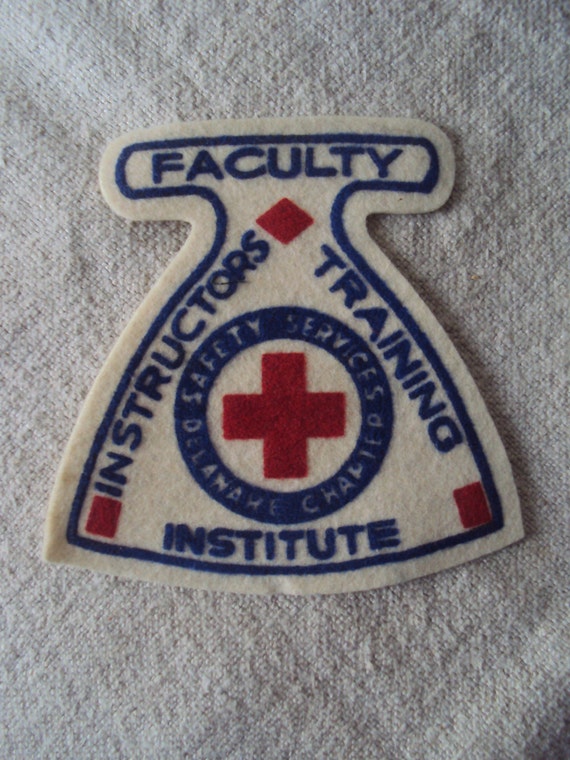 FACULTY
INSTRUCTORS
TRAINING
INSTITUTE
SAFETY SERVICES
DELAWARE CHAPTER